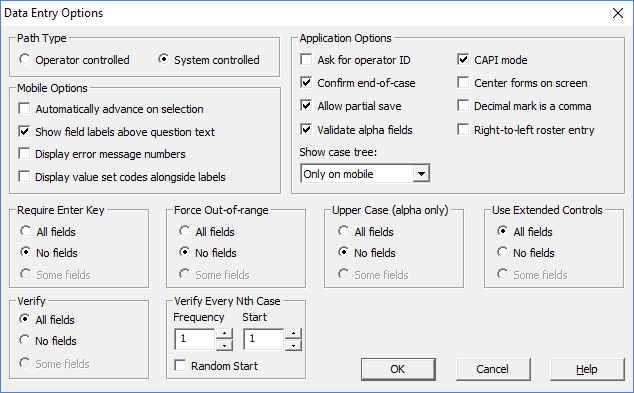 Data Entry Options
Path Type
Operator controlled
System controlled
Mobile Options
Automatically advance on selection
Show field labels above question text
Display error message numbers
Display value set codes alongside labels
Application Options
Ask for operator ID
CAPI mode
Confirm end-of-case
Center forms on screen
Allow partial save
Decimal mark is a comma
Validate alpha fields
Right-to-left roster entry
Show case tree:
Only on mobile
Require Enter Key
All fields
No fields
Some fields
Force Out-of-range
All fields
No fields
Some fields
Upper Case (alpha only)
All fields
No fields
Some fields
Use Extended Controls
All fields
No fields
Some fields
Verify
All fields
No fields
Some fields
Verify Every Nth Case
Frequency Start
1 1
Random Start
OK
Cancel
Help